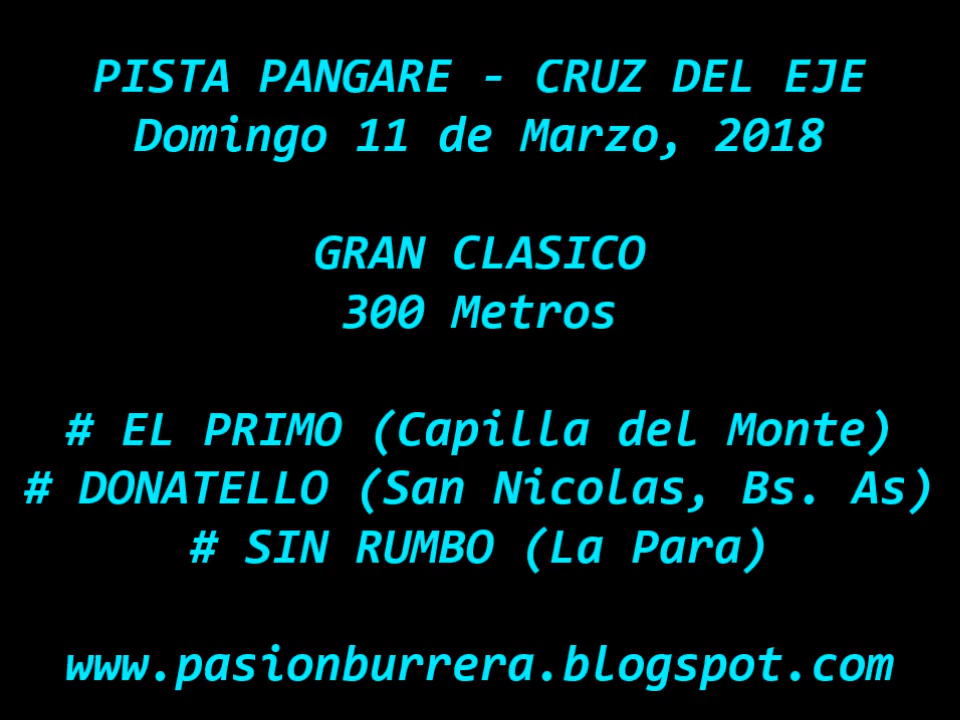 PISTA PANGARE - CRUZ DEL EJE
Domingo 11 de Marzo, 2018
GRAN CLASICO
300 Metros
# EL PRIMO (Capilla del Monte)
# DONATELLO (San Nicolas, Bs. As)
# SIN RUMBO (La Para)
www.pasionburrera.blogspot.com